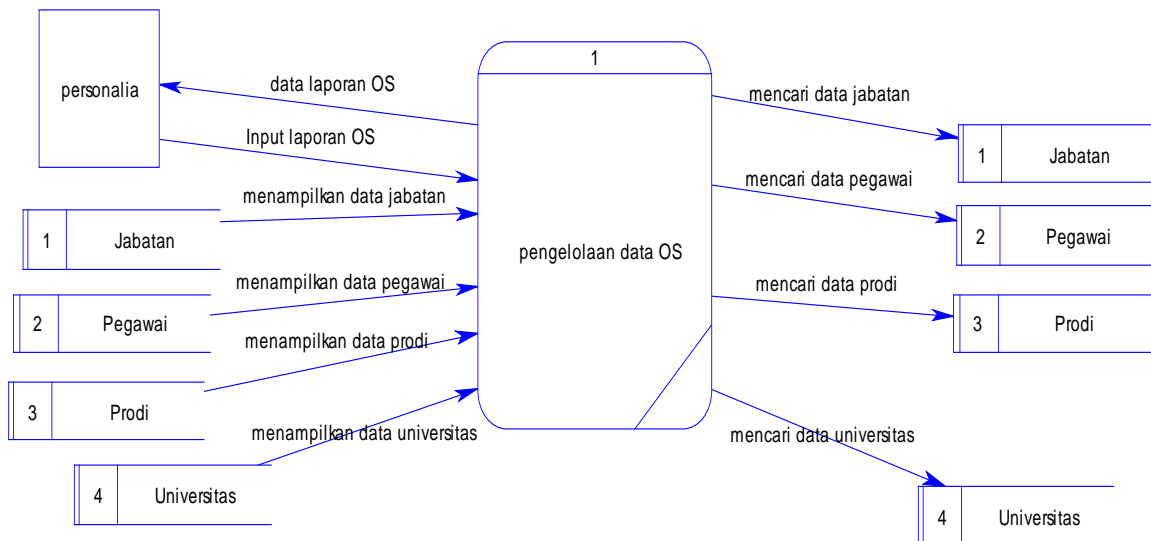 1
personalia
data laporan OS
Input laporan OS
menampilkan data jabatan
1 Jabatan
menampilkan data pegawai
2 Pegawai
menampilkan data prodi
3 Prodi
menampilkan data universitas
4 Universitas
pengelolaan data OS
mencari data jabatan
1 Jabatan
mencari data pegawai
2 Pegawai
mencari data prodi
3 Prodi
mencari data universitas
4 Universitas